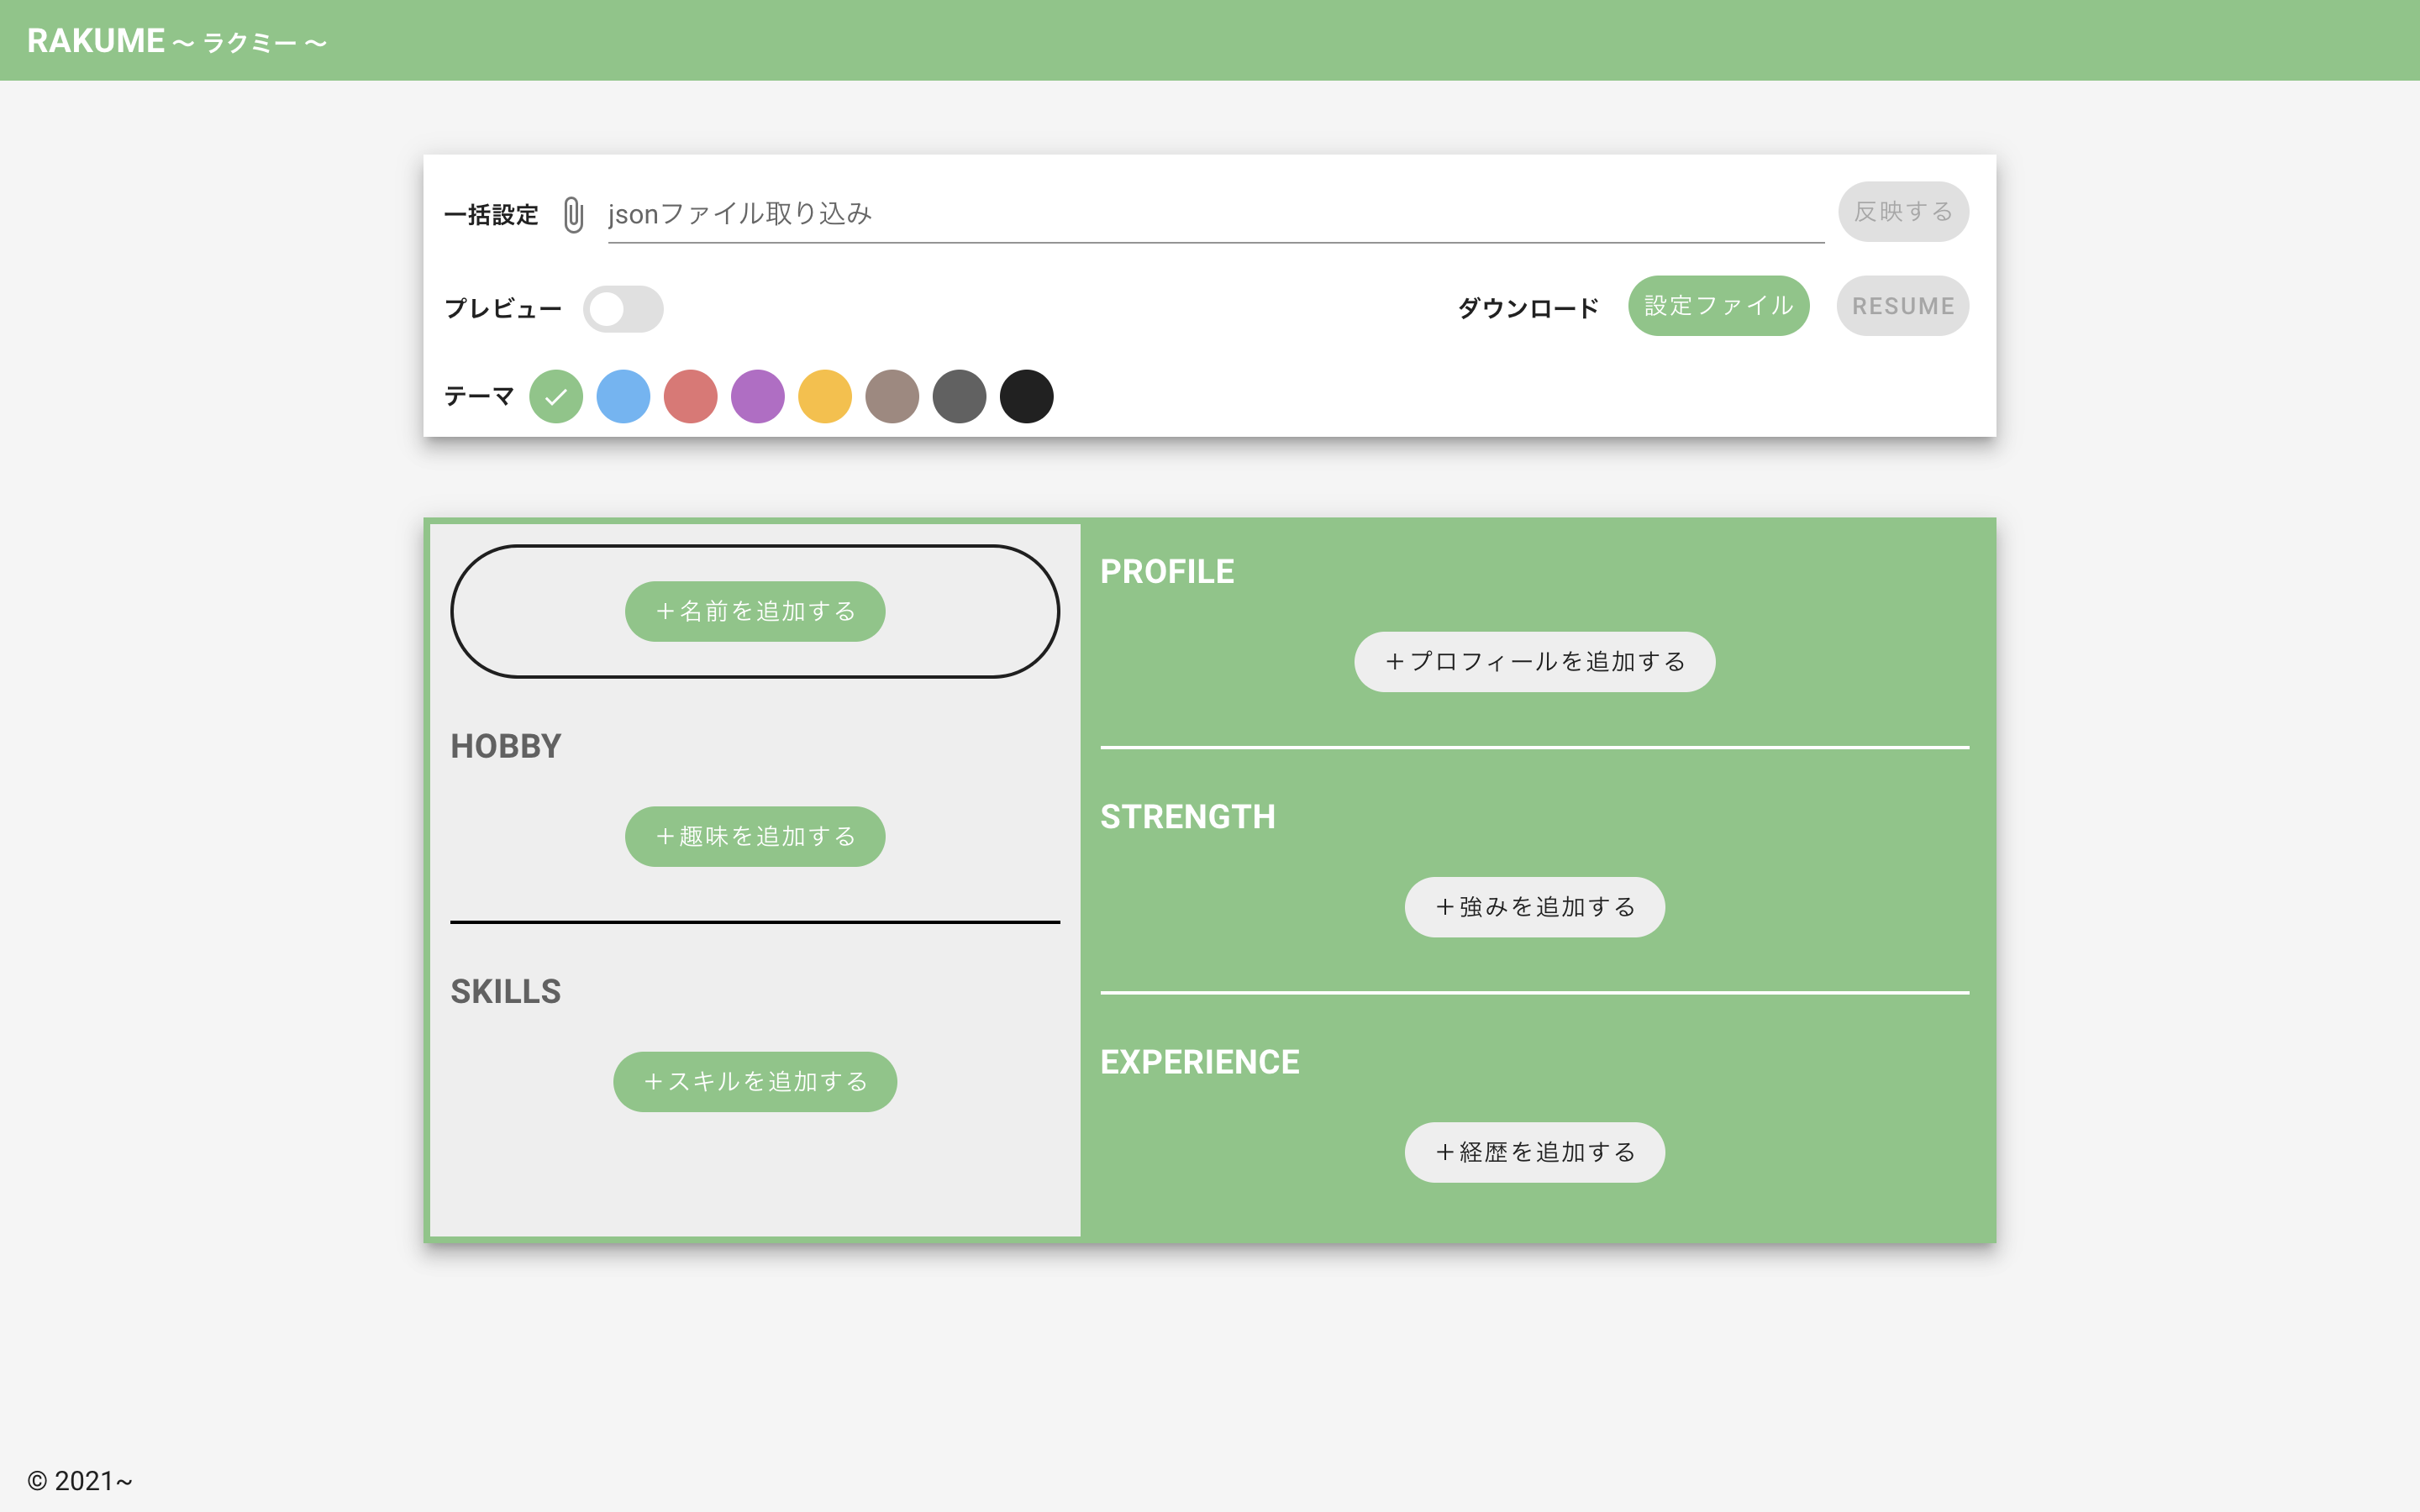 RAKUME ～ ラクミー ～
一括設定 jsonファイル取り込み 反映する
プレビュー ダウンロード 設定ファイル RESUME
テーマ
＋名前を追加する
HOBBY
＋趣味を追加する
SKILLS
＋スキルを追加する
PROFILE
＋プロフィールを追加する
STRENGTH
＋強みを追加する
EXPERIENCE
＋経歴を追加する
© 2021~